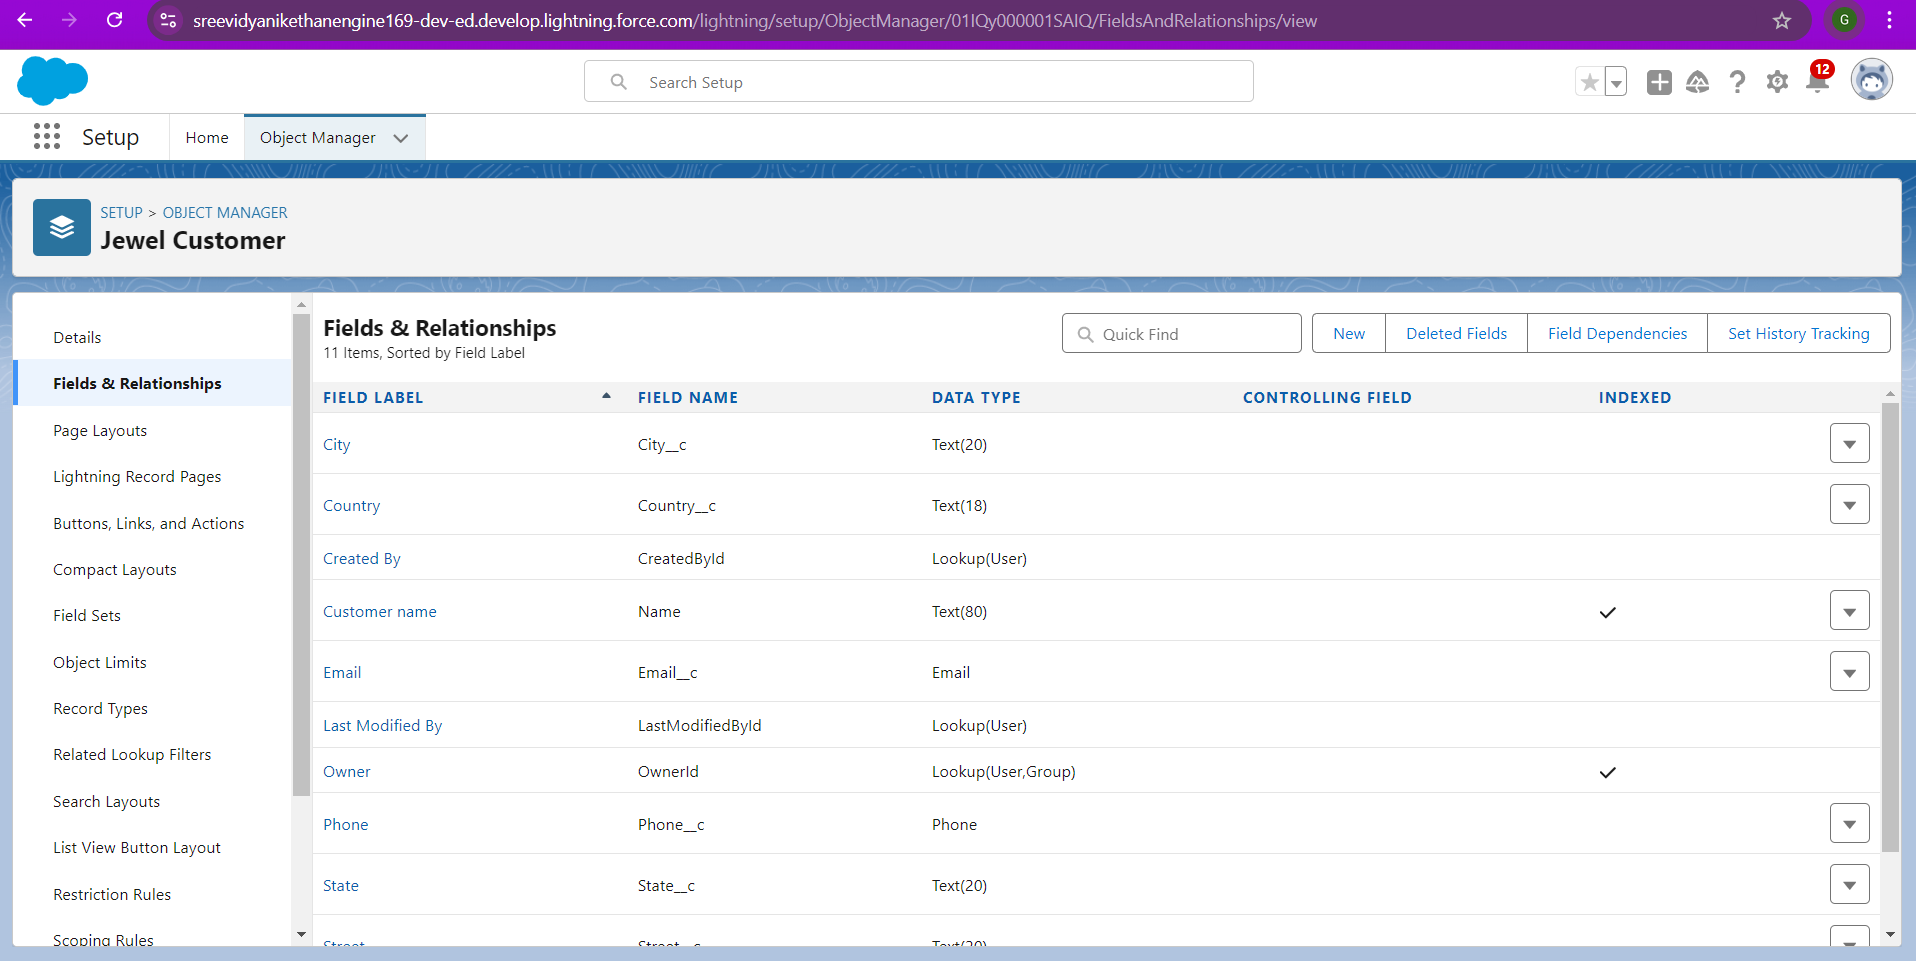 sreevidyanikethanengine169-dev-ed.develop.lightning.force.com/lightning/setup/ObjectManager/01IQy000001SAIQ/FieldsAndRelationships/view
G
Search Setup
12
Setup
Home
Object Manager
SETUP > OBJECT MANAGER
Jewel Customer
Details
Fields & Relationships
Page Layouts
Lightning Record Pages
Buttons, Links, and Actions
Compact Layouts
Field Sets
Object Limits
Record Types
Related Lookup Filters
Search Layouts
List View Button Layout
Restriction Rules
Scoping Rules
Fields & Relationships
11 Items, Sorted by Field Label
Quick Find
New Deleted Fields Field Dependencies Set History Tracking
FIELD LABEL FIELD NAME DATA TYPE CONTROLLING FIELD INDEXED
City City__c Text(20)
Country Country__c Text(18)
Created By CreatedById Lookup(User)
Customer name Name Text(80)
Email Email__c Email
Last Modified By LastModifiedById Lookup(User)
Owner OwnerId Lookup(User,Group)
Phone Phone__c Phone
State State__c Text(20)
Street Street__c Text(20)